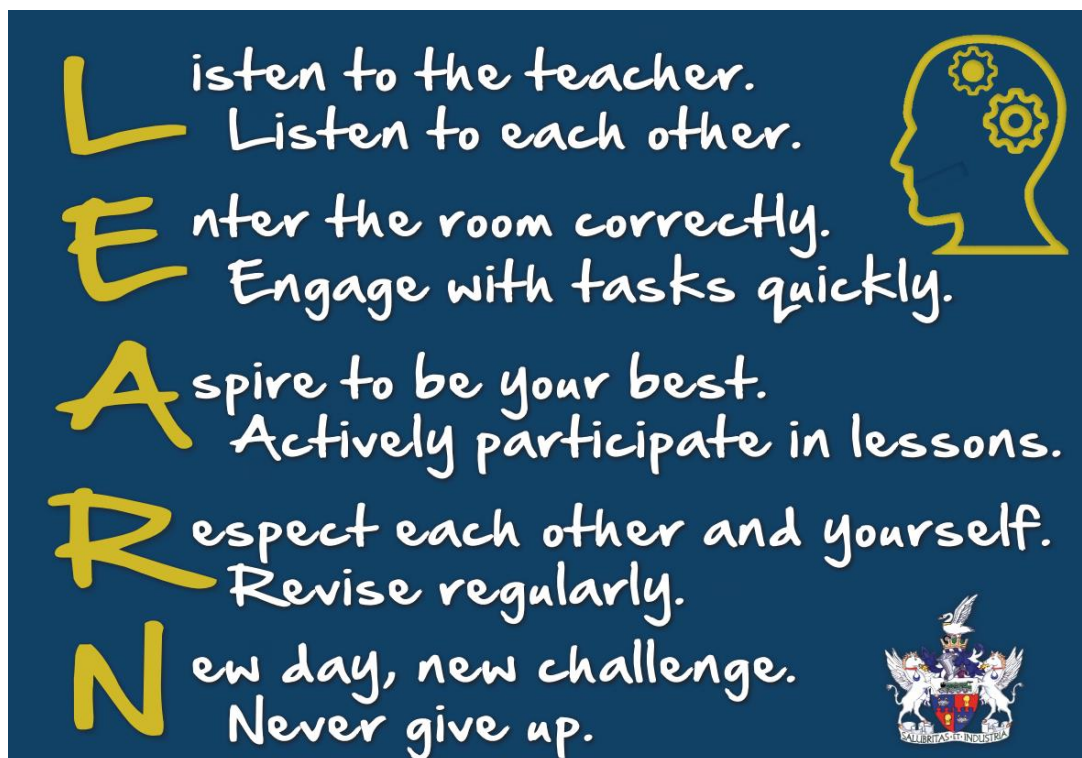 Listen to the teacher.
Listen to each other.
Enter the room correctly.
Engage with tasks quickly.
Aspire to be your best.
Actively participate in lessons.
Respect each other and yourself.
Revise regularly.
New day, new challenge.
Never give up.
SALUBRITAS·ET·INDUSTRIA